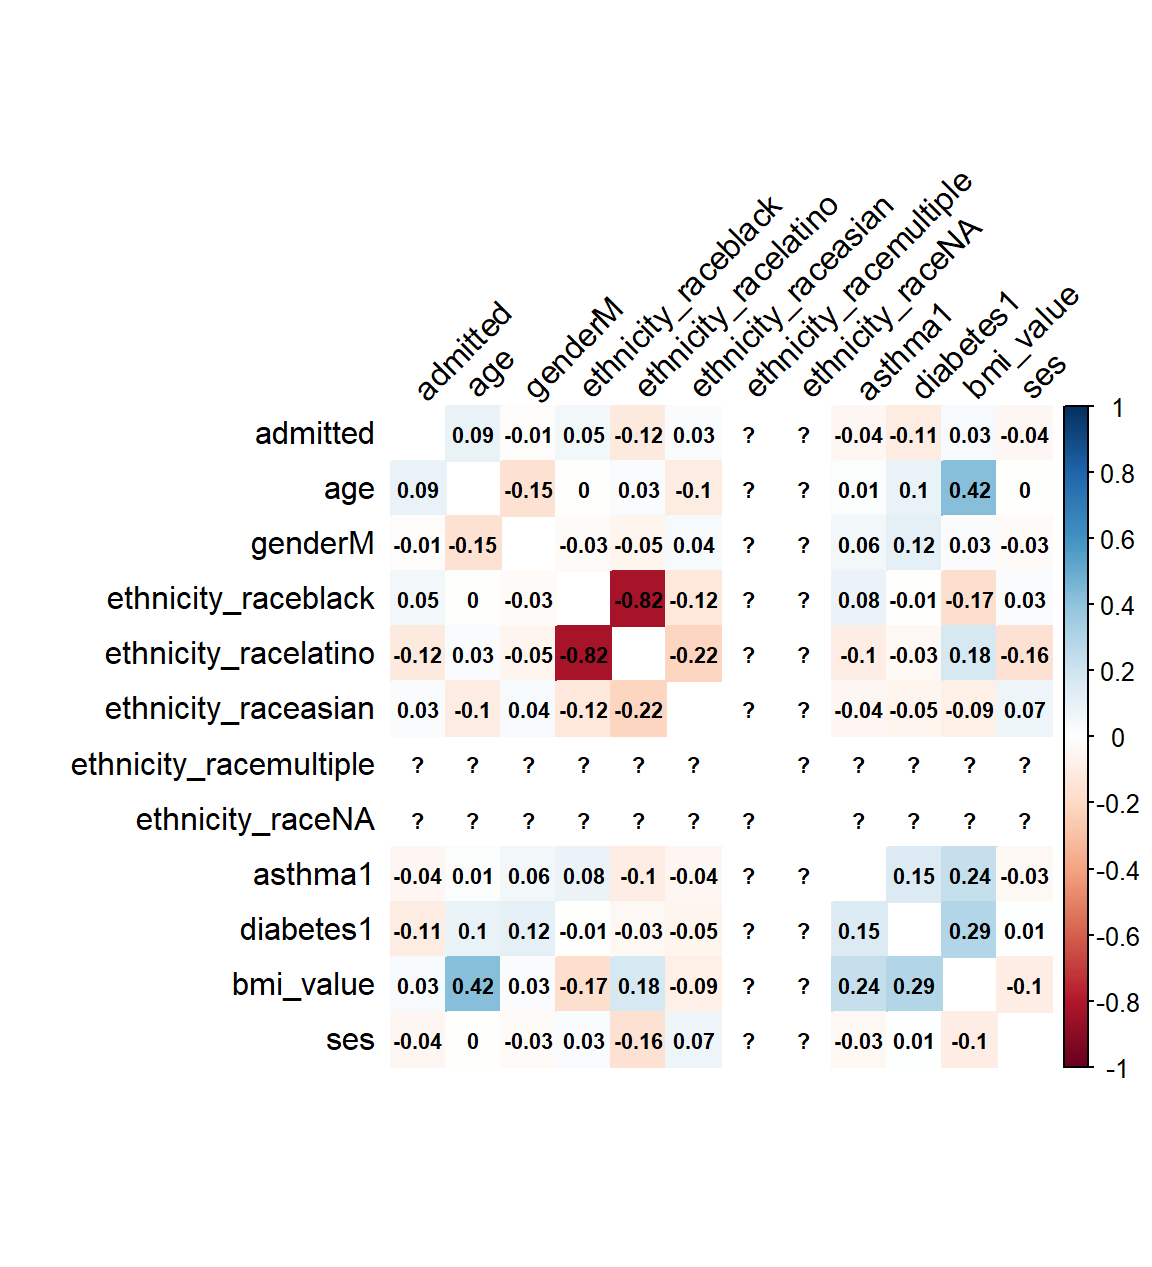 admitted
age
genderM
ethnicity_raceblack
ethnicity_racelatino
ethnicity_raceasian
ethnicity_racemultiple
ethnicity_raceNA
asthma1
diabetes1
bmi_value
ses
admitted 0.09 -0.01 0.05 -0.12 0.03 ? ? -0.04 -0.11 0.03 -0.04
age 0.09 -0.15 0 0.03 -0.1 ? ? 0.01 0.1 0.42 0
genderM -0.01 -0.15 -0.03 -0.05 0.04 ? ? 0.06 0.12 0.03 -0.03
ethnicity_raceblack 0.05 0 -0.03 -0.82 -0.12 ? ? 0.08 -0.01 -0.17 0.03
ethnicity_racelatino -0.12 0.03 -0.05 -0.82 -0.22 ? ? -0.1 -0.03 0.18 -0.16
ethnicity_raceasian 0.03 -0.1 0.04 -0.12 -0.22 ? ? -0.04 -0.05 -0.09 0.07
ethnicity_racemultiple ? ? ? ? ? ? ? ? ? ? ?
ethnicity_raceNA ? ? ? ? ? ? ? ? ? ? ?
asthma1 -0.04 0.01 0.06 0.08 -0.1 -0.04 ? ? 0.15 0.24 -0.03
diabetes1 -0.11 0.1 0.12 -0.01 -0.03 -0.05 ? ? 0.15 0.29 0.01
bmi_value 0.03 0.42 0.03 -0.17 0.18 -0.09 ? ? 0.24 0.29 -0.1
ses -0.04 0 -0.03 0.03 -0.16 0.07 ? ? -0.03 0.01 -0.1
1
0.8
0.6
0.4
0.2
0
-0.2
-0.4
-0.6
-0.8
-1